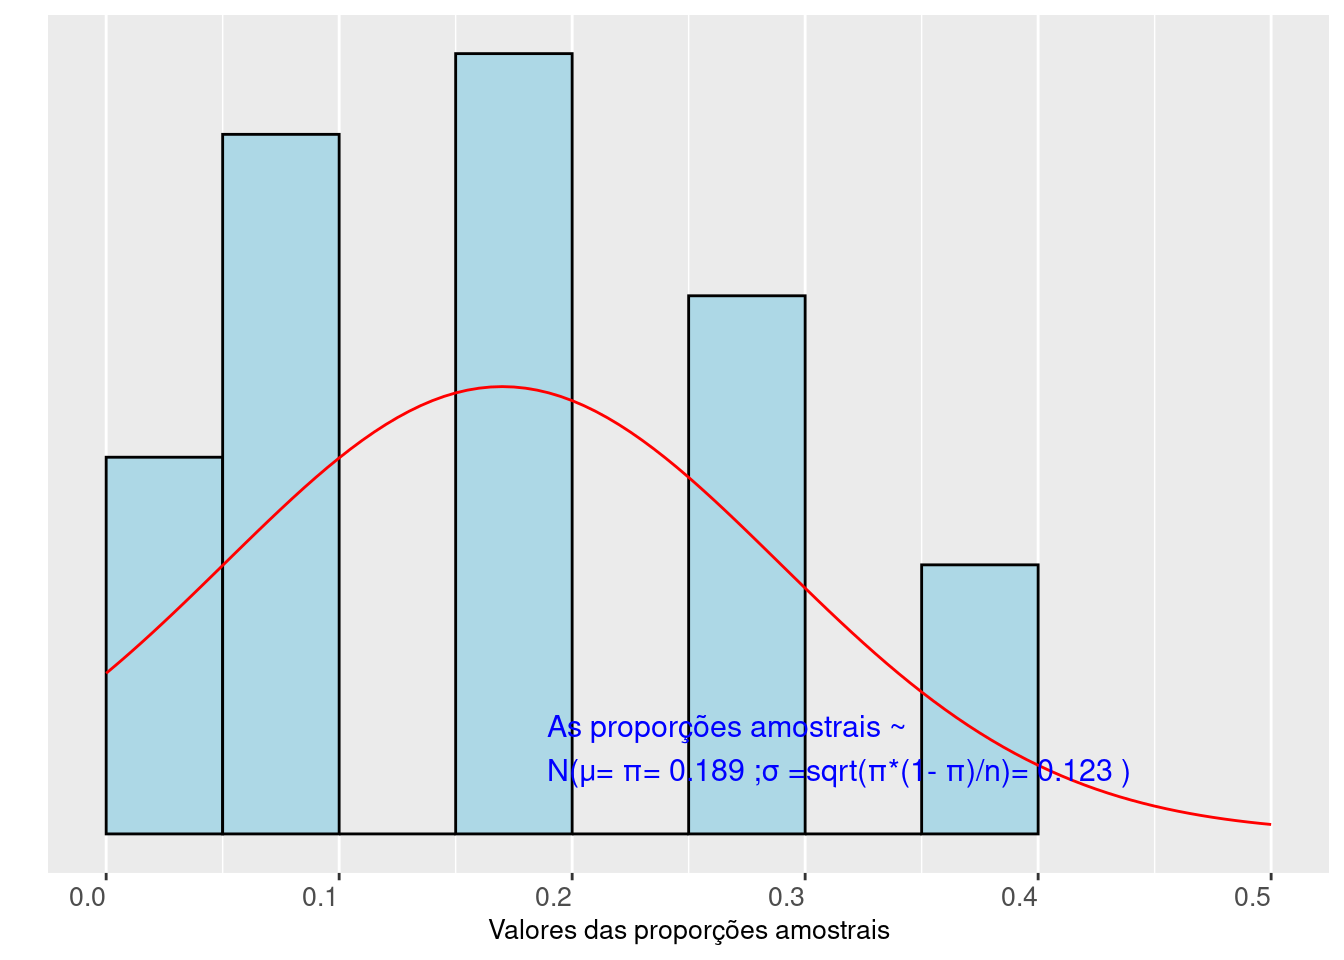 As proporções amostrais ~
N(μ= π= 0.189 ;σ =sqrt(π*(1- π)/n)= 0.123 )
0.0 0.1 0.2 0.3 0.4 0.5
Valores das proporções amostrais